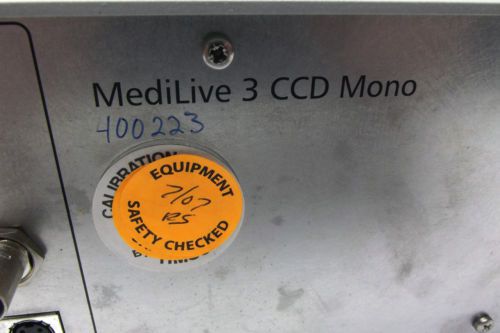 MediLive 3 CCD Mono
400223
CALIBRATION
EQUIPMENT
7/07
RS
SAFETY CHECKED